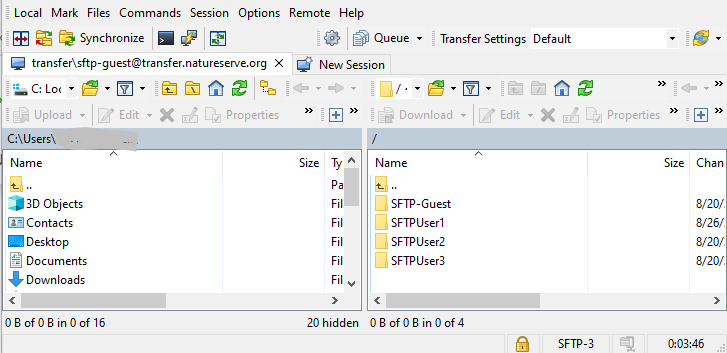 Local Mark Files Commands Session Options Remote Help
Synchronize Queue Transfer Settings Default
transfer\sftp-guest@transfer.natureserve.org × New Session
C: Loc / 
Upload Edit Properties » Download Edit Properties »
C:\Users\ /
Name Size Ty Name Size Chan
.. Pa ..
3D Objects Fil SFTP-Guest 8/20/
Contacts Fil SFTPUser1 8/26/
Desktop Fil SFTPUser2 8/20/
Documents Fil SFTPUser3 8/20/
Downloads Fil
0 B of 0 B in 0 of 16 20 hidden 0 B of 0 B in 0 of 4
SFTP-3 0:03:46